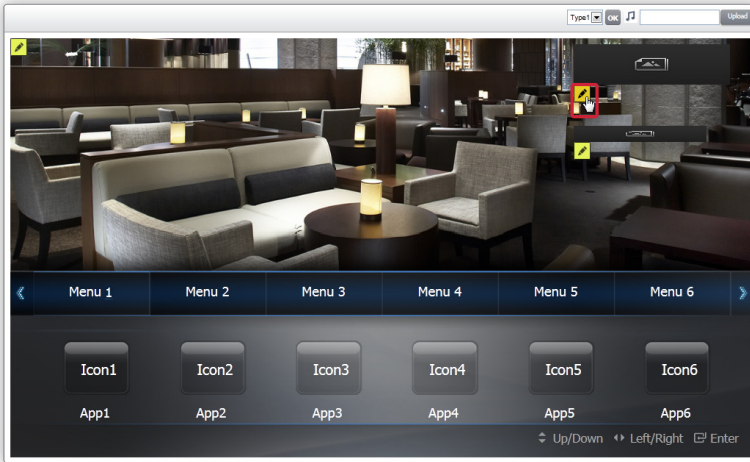 Type1 OK Upload
Menu 1 Menu 2 Menu 3 Menu 4 Menu 5 Menu 6
Icon1 Icon2 Icon3 Icon4 Icon5 Icon6
App1 App2 App3 App4 App5 App6
Up/Down Left/Right Enter